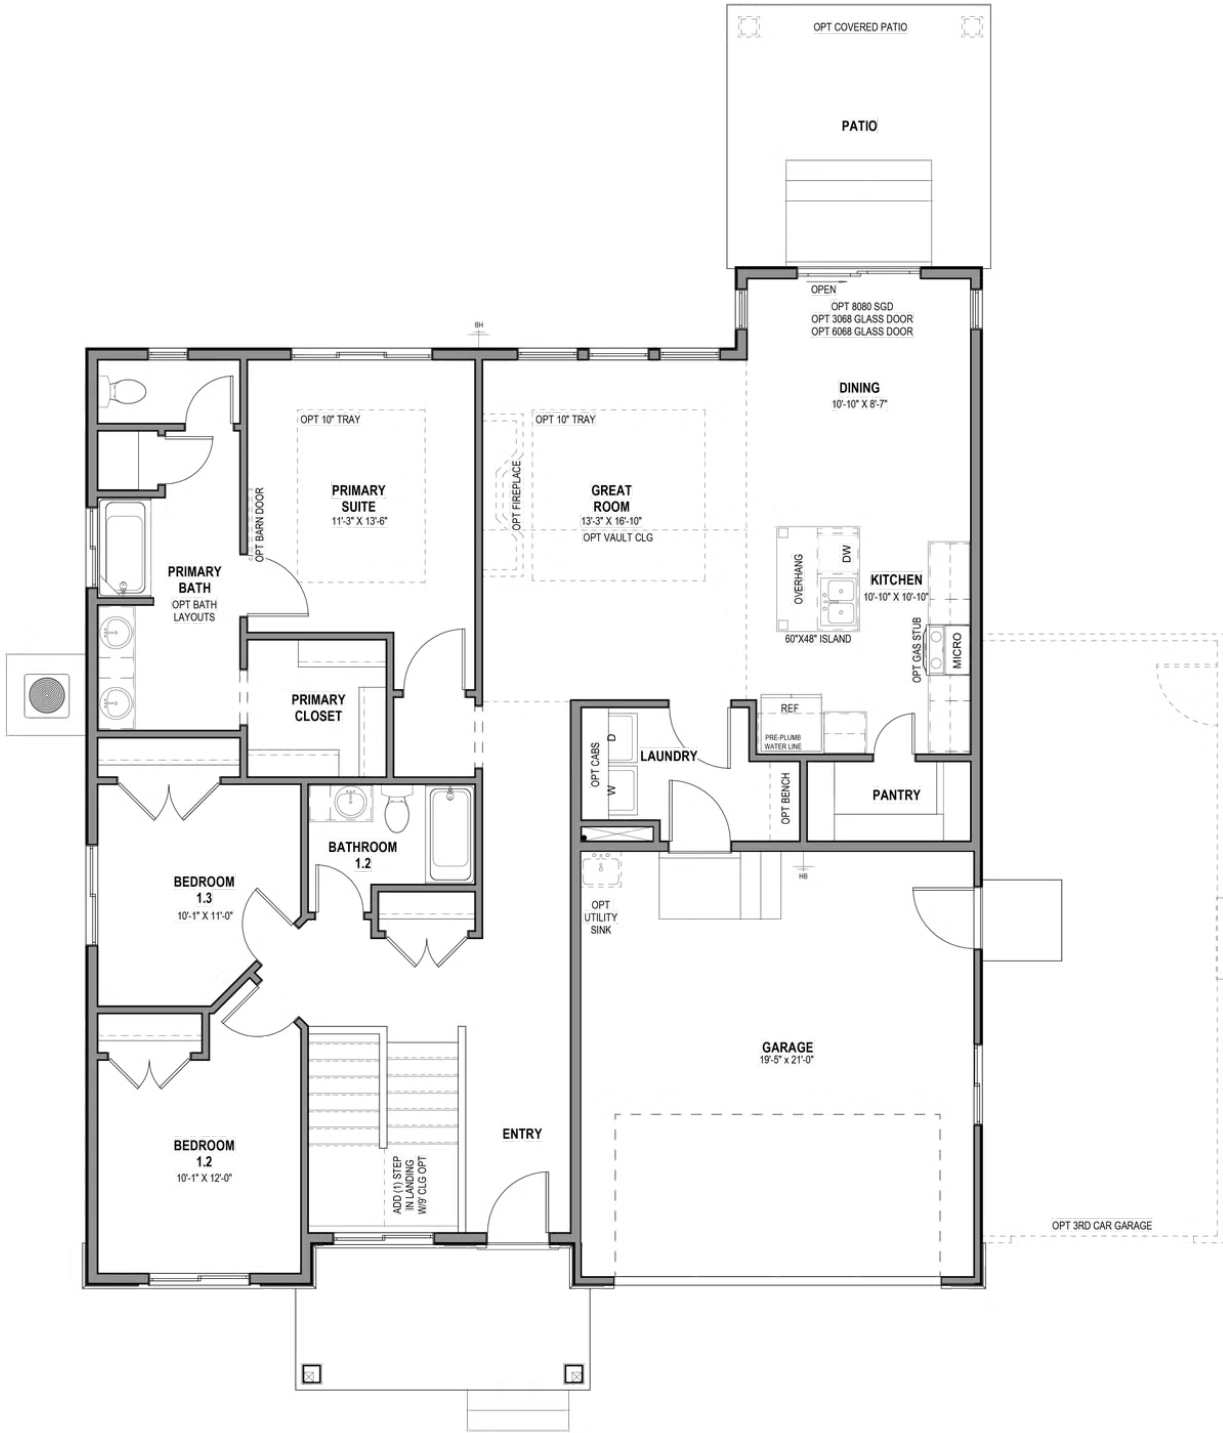 OPT COVERED PATIO
PATIO
OPEN
OPT 8080 SGD
OPT 3068 GLASS DOOR
OPT 6068 GLASS DOOR
BH
DINING
10'-10" X 8'-7"
OPT 10" TRAY
OPT 10" TRAY
PRIMARY
SUITE
11'-3" X 13'-6"
OPT BARN DOOR
OPT FIREPLACE
GREAT
ROOM
13'-3" X 16'-10"
OPT VAULT CLG
OVERHANG
DW
60"X48" ISLAND
KITCHEN
10'-10" X 10'-10"
OPT GAS STUB
MICRO
PRIMARY
BATH
OPT BATH
LAYOUTS
PRIMARY
CLOSET
REF
PRE-PLUMB
WATER LINE
OPT CABS
D
W
LAUNDRY
OPT BENCH
PANTRY
BATHROOM
1.2
BEDROOM
1.3
10'-1" X 11'-0"
OPT
UTILITY
SINK
HB
GARAGE
19'-5" x 21'-0"
BEDROOM
1.2
10'-1" X 12'-0"
ADD (1) STEP
IN LANDING
W/9' CLG OPT
ENTRY
OPT 3RD CAR GARAGE